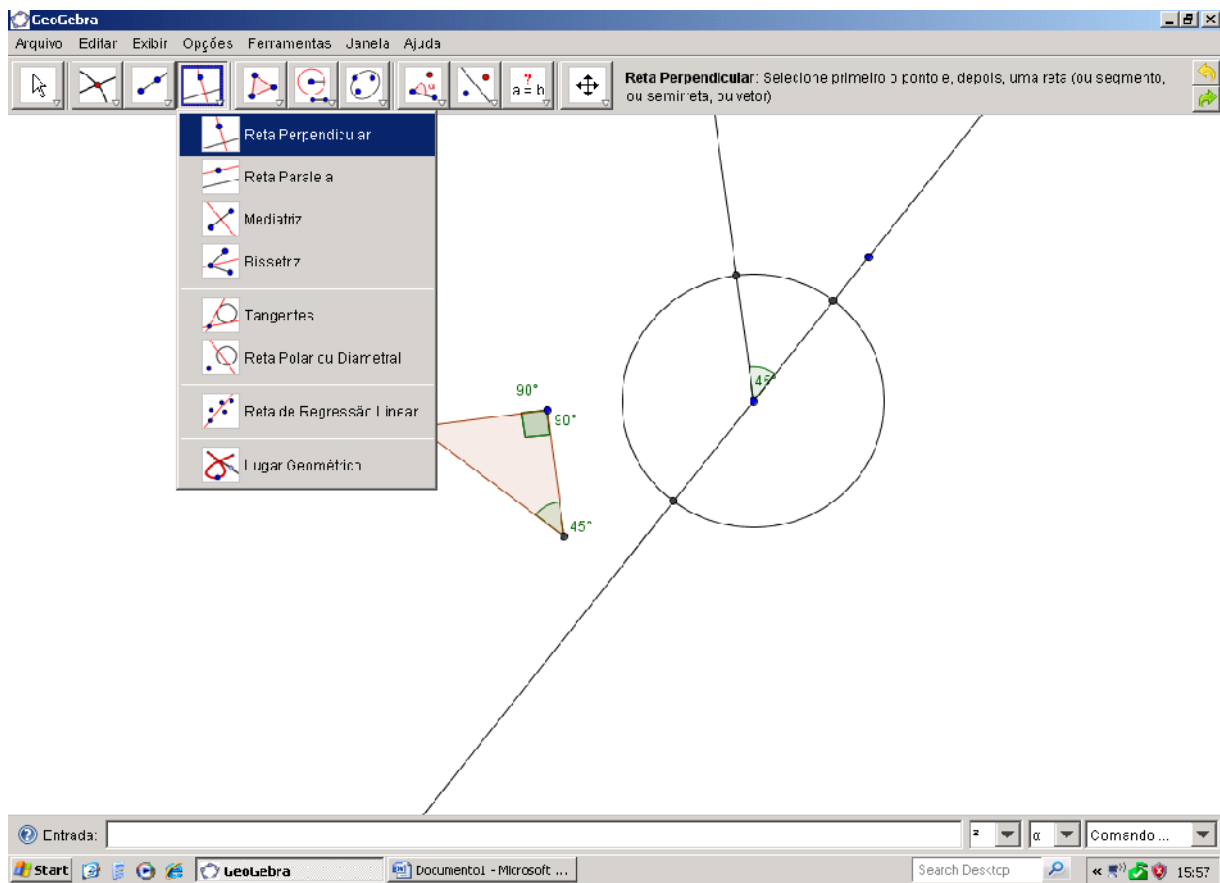 GeoGebra
Arquivo Editar Exibir Opções Ferramentas Janela Ajuda
a = b
Reta Perpendicular: Selecione primeiro o ponto e, depois, uma reta (ou segmento,
ou semirreta, ou vetor)
Reta Perpendicular
Reta Paralela
Mediatriz
Bissetriz
Tangentes
Reta Polar ou Diametral
Reta de Regressão Linear
Lugar Geométrico
90°
90°
45°
45°
Entrada:
² α Comando ...
Start GeoGebra Documento1 - Microsoft ... Search Desktop « 15:57